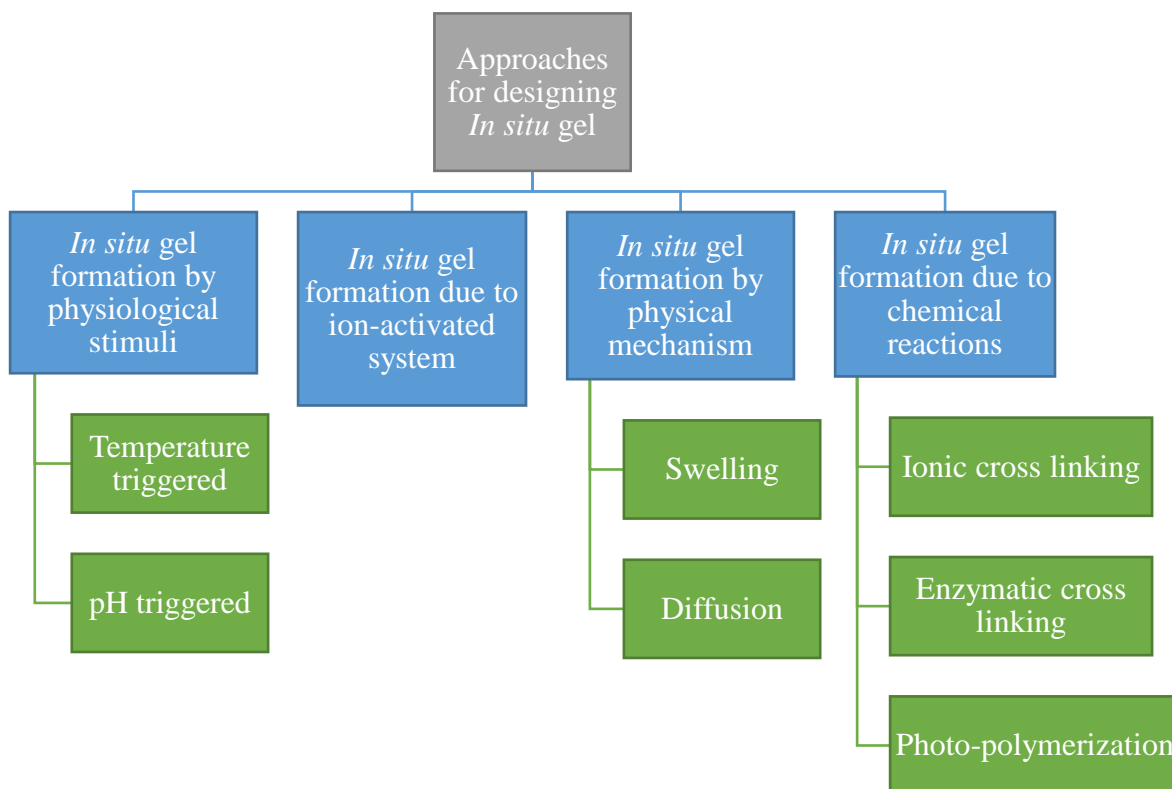 Approaches
for designing
In situ gel
In situ gel
formation by
physiological
stimuli
In situ gel
formation due to
ion-activated
system
In situ gel
formation by
physical
mechanism
In situ gel
formation due to
chemical
reactions
Temperature
triggered
pH triggered
Swelling
Diffusion
Ionic cross linking
Enzymatic cross
linking
Photo-polymerization